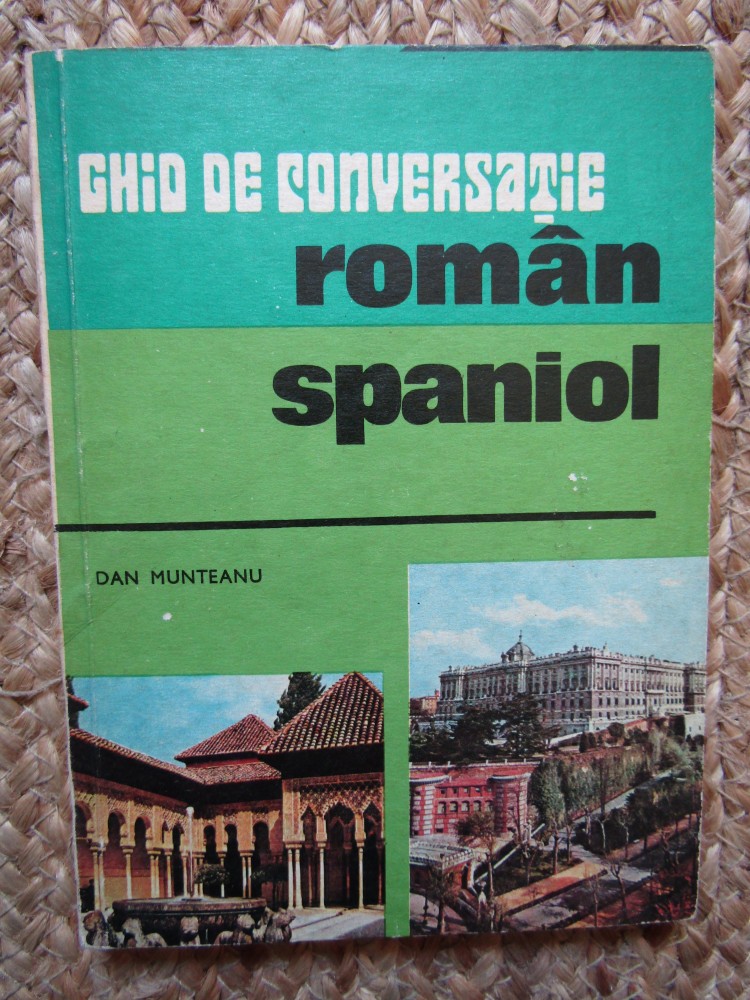 GHiD DE CONVERSAȚiE
român
spaniol
DAN MUNTEANU